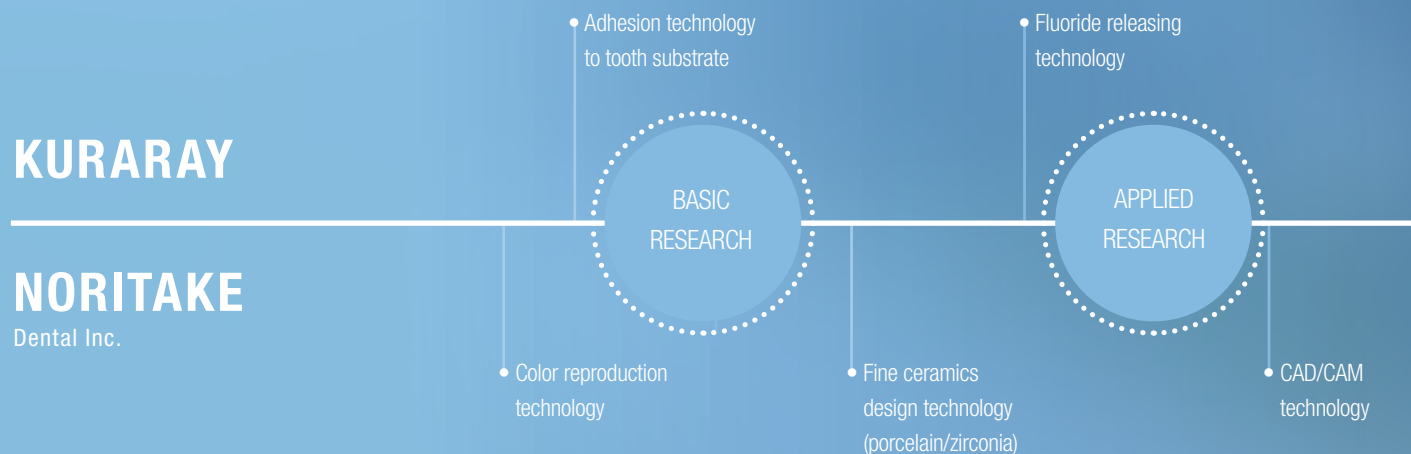 Adhesion technology
to tooth substrate
Fluoride releasing
technology
KURARAY
BASIC
RESEARCH
APPLIED
RESEARCH
NORITAKE
Dental Inc.
Color reproduction
technology
Fine ceramics
design technology
(porcelain/zirconia)
CAD/CAM
technology